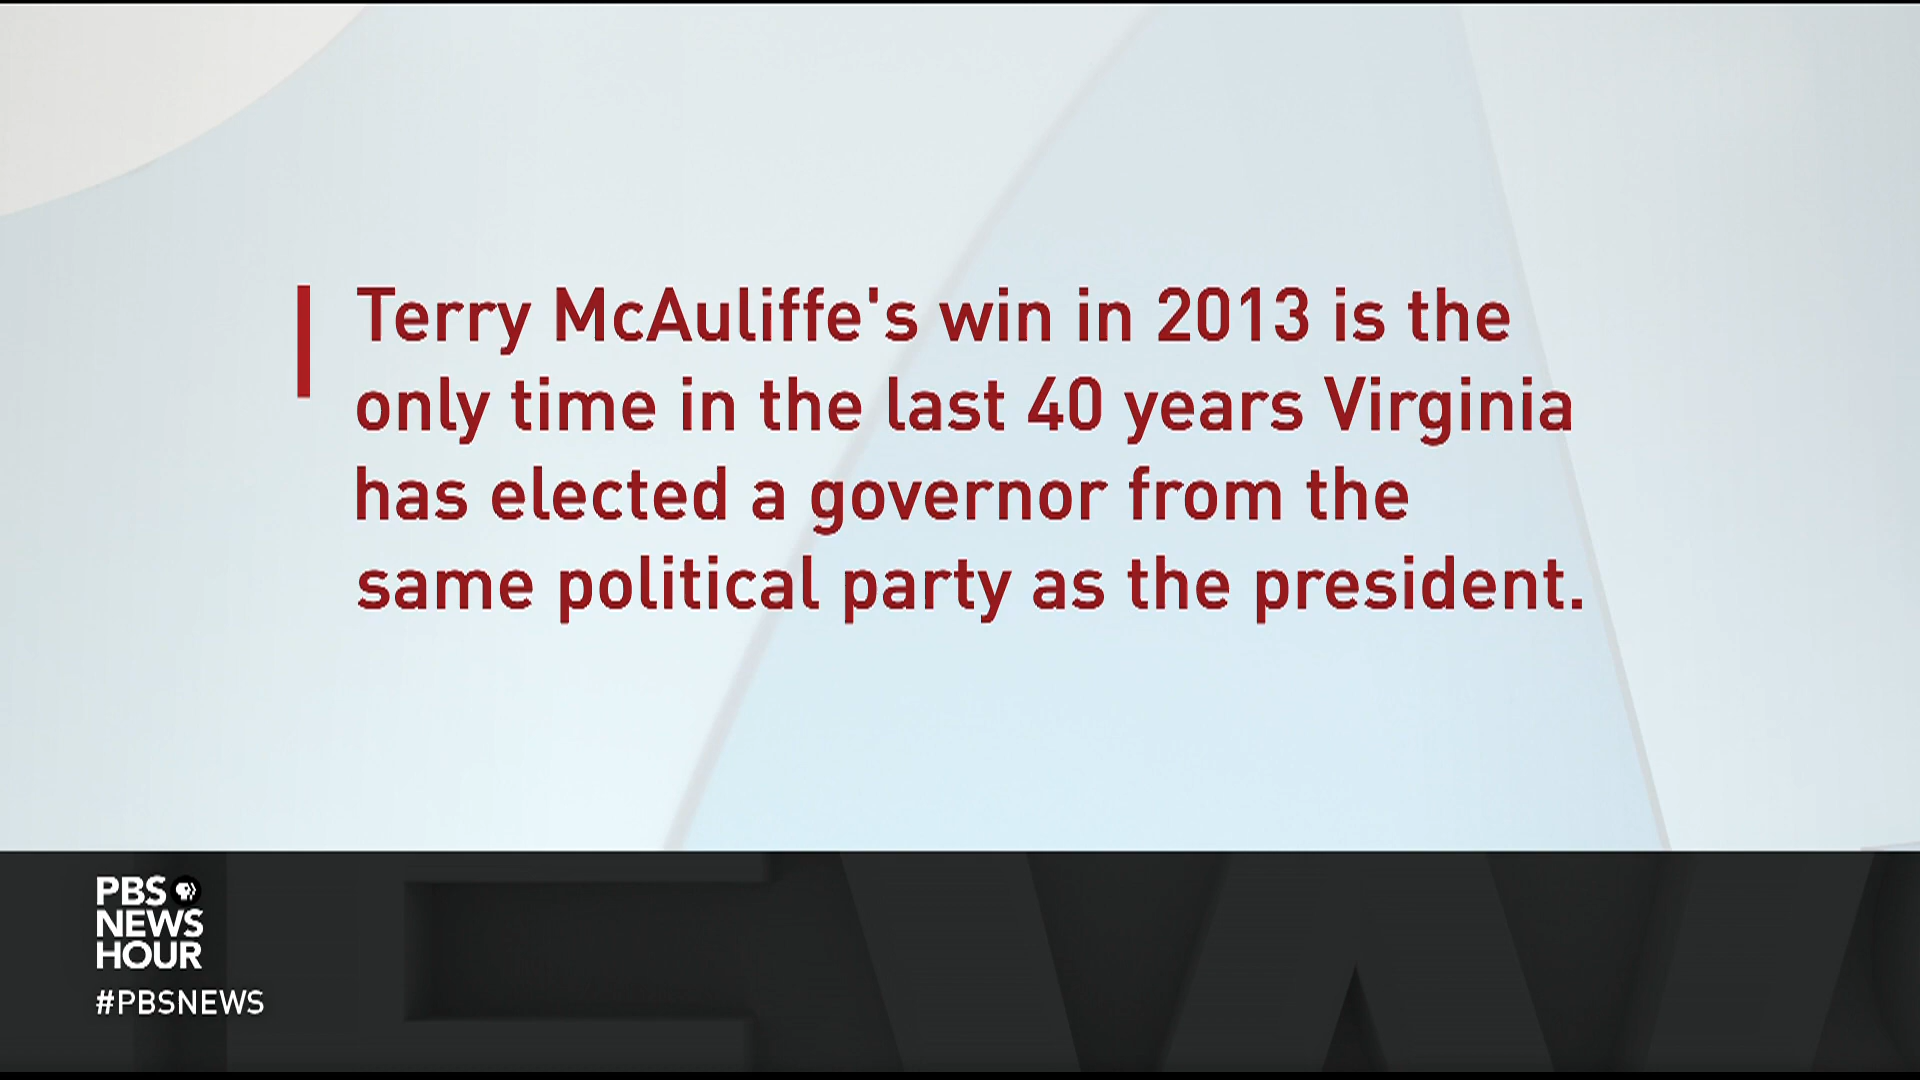 Terry McAuliffe's win in 2013 is the
only time in the last 40 years Virginia
has elected a governor from the
same political party as the president.
PBS
NEWS
HOUR
#PBSNEWS